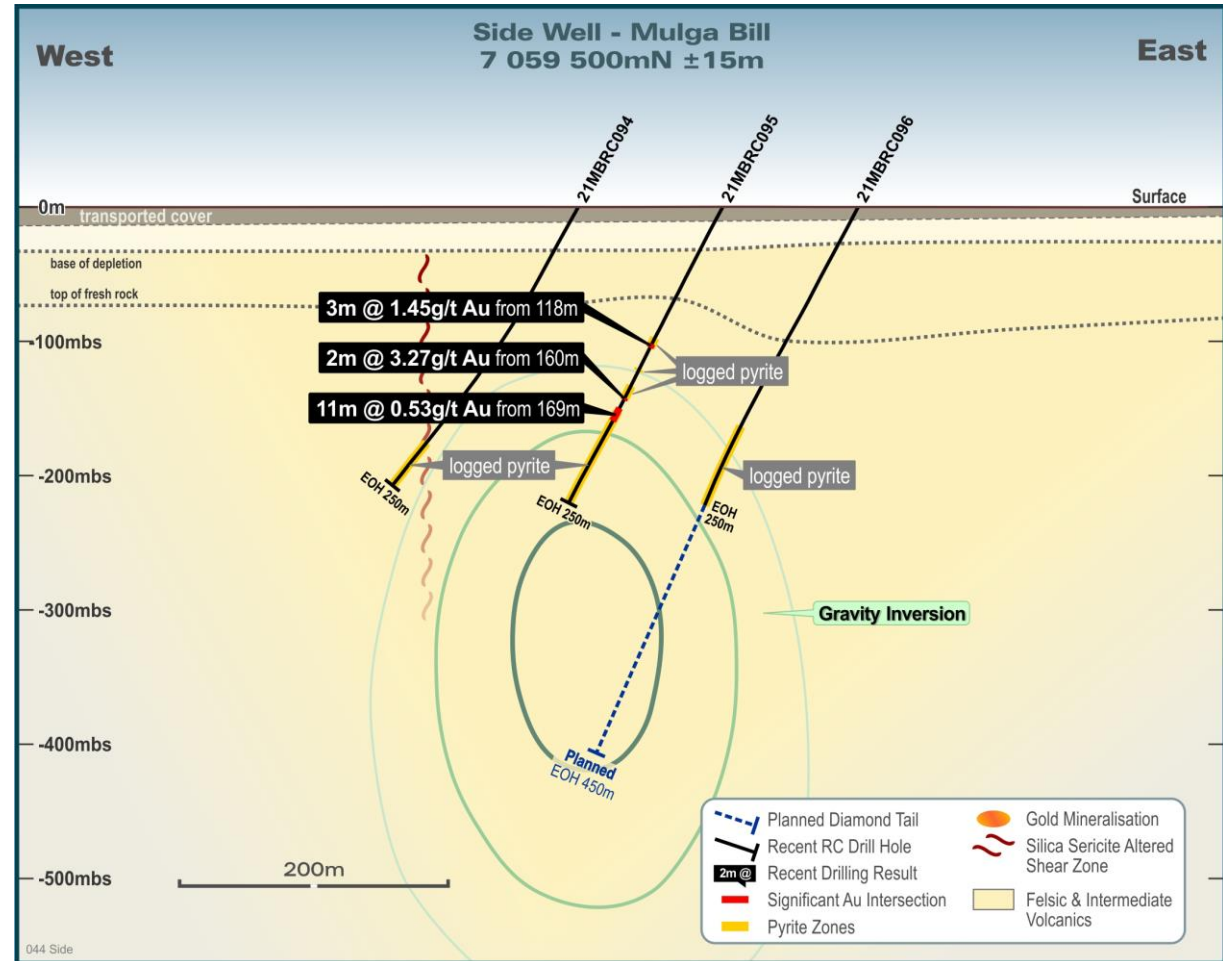 Side Well - Mulga Bill
7 059 500mN ±15m
West
East
21MBRC094
21MBRC095
21MBRC096
0m
transported cover
Surface
base of depletion
top of fresh rock
3m @ 1.45g/t Au from 118m
-100mbs
2m @ 3.27g/t Au from 160m
logged pyrite
11m @ 0.53g/t Au from 169m
logged pyrite
logged pyrite
-200mbs
EOH 250m
EOH 250m
EOH
250m
-300mbs
Gravity Inversion
-400mbs
Planned
EOH 450m
-500mbs
200m
Planned Diamond Tail
Recent RC Drill Hole
2m @
Recent Drilling Result
Significant Au Intersection
Pyrite Zones
Gold Mineralisation
Silica Sericite Altered
Shear Zone
Felsic & Intermediate
Volcanics
044 Side